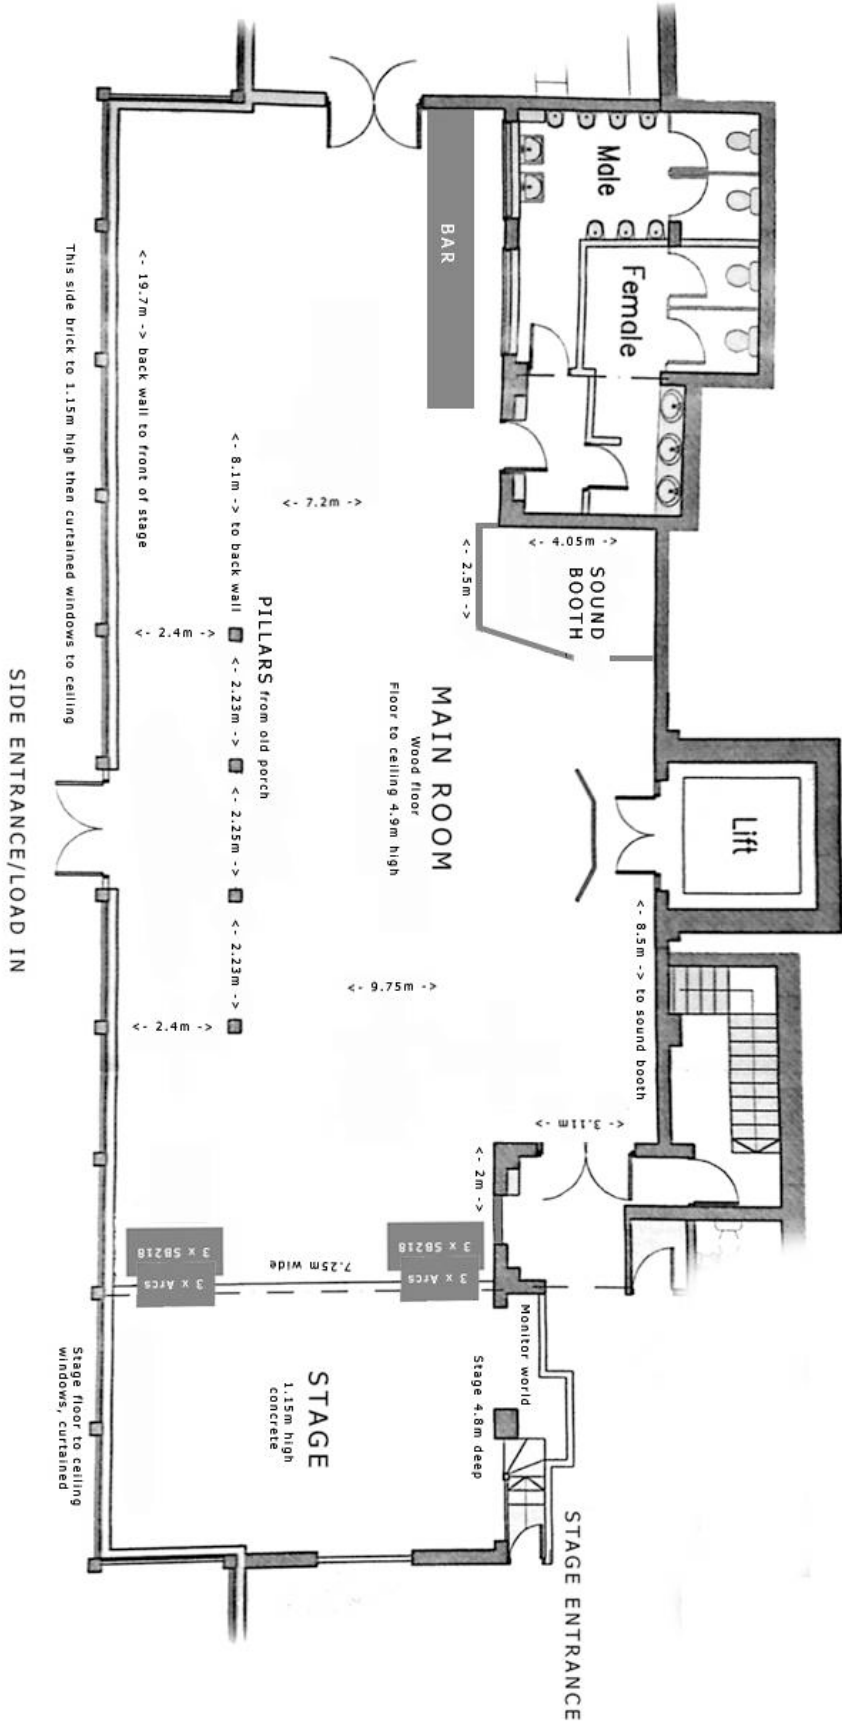 Male
Female
BAR
<- 19.7m -> back wall to front of stage
This side brick to 1.15m high then curtained windows to ceiling
<- 8.1m -> to back wall
<- 7.2m ->
<- 4.05m ->
<- 2.5m ->
SOUND
BOOTH
PILLARS from old porch
<- 2.4m ->
<- 2.23m ->
<- 2.25m ->
<- 2.23m ->
<- 2.4m ->
MAIN ROOM
Wood floor
Floor to ceiling 4.9m high
Lift
SIDE ENTRANCE/LOAD IN
<- 8.5m -> to sound booth
<- 9.75m ->
<- 3.11m ->
<- 2m ->
3 x SB218
3 x Arcs
7.25m wide
3 x SB218
3 x Arcs
Monitor world
Stage 4.8m deep
STAGE
1.15m high
concrete
Stage floor to ceiling
windows, curtained
STAGE ENTRANCE